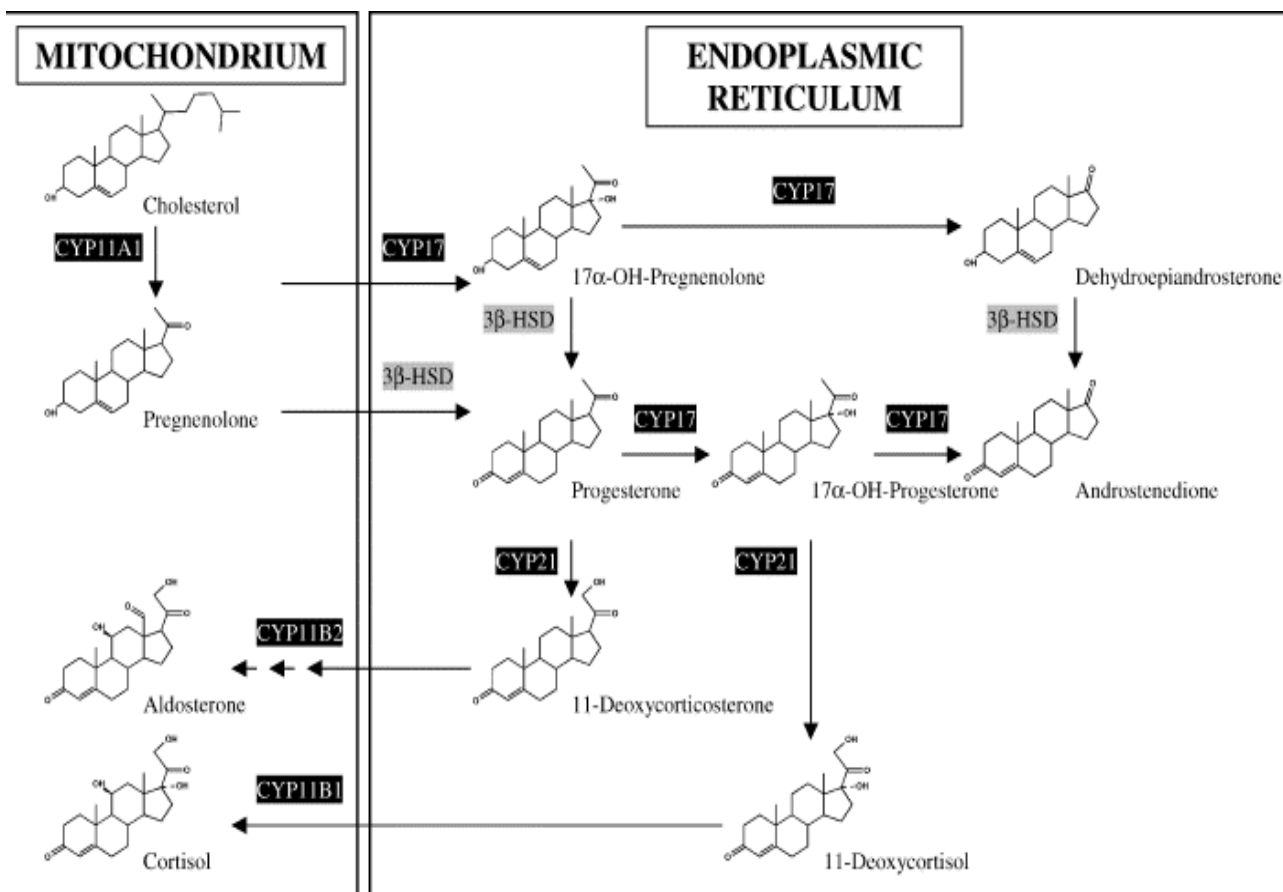 MITOCHONDRIUM
ENDOPLASMIC
RETICULUM
OH
Cholesterol
CYP11A1
O
OH
Pregnenolone
CYP17
3β-HSD
O
OH
OH
17α-OH-Pregnenolone
CYP17
O
OH
Dehydroepiandrosterone
3β-HSD
3β-HSD
O
O
Progesterone
CYP17
O
OH
O
17α-OH-Progesterone
CYP17
O
O
Androstenedione
CYP21
CYP21
OH
O
O
OH
O
Aldosterone
CYP11B2
OH
O
O
11-Deoxycorticosterone
OH
O
OH
OH
O
Cortisol
CYP11B1
OH
O
OH
O
11-Deoxycortisol